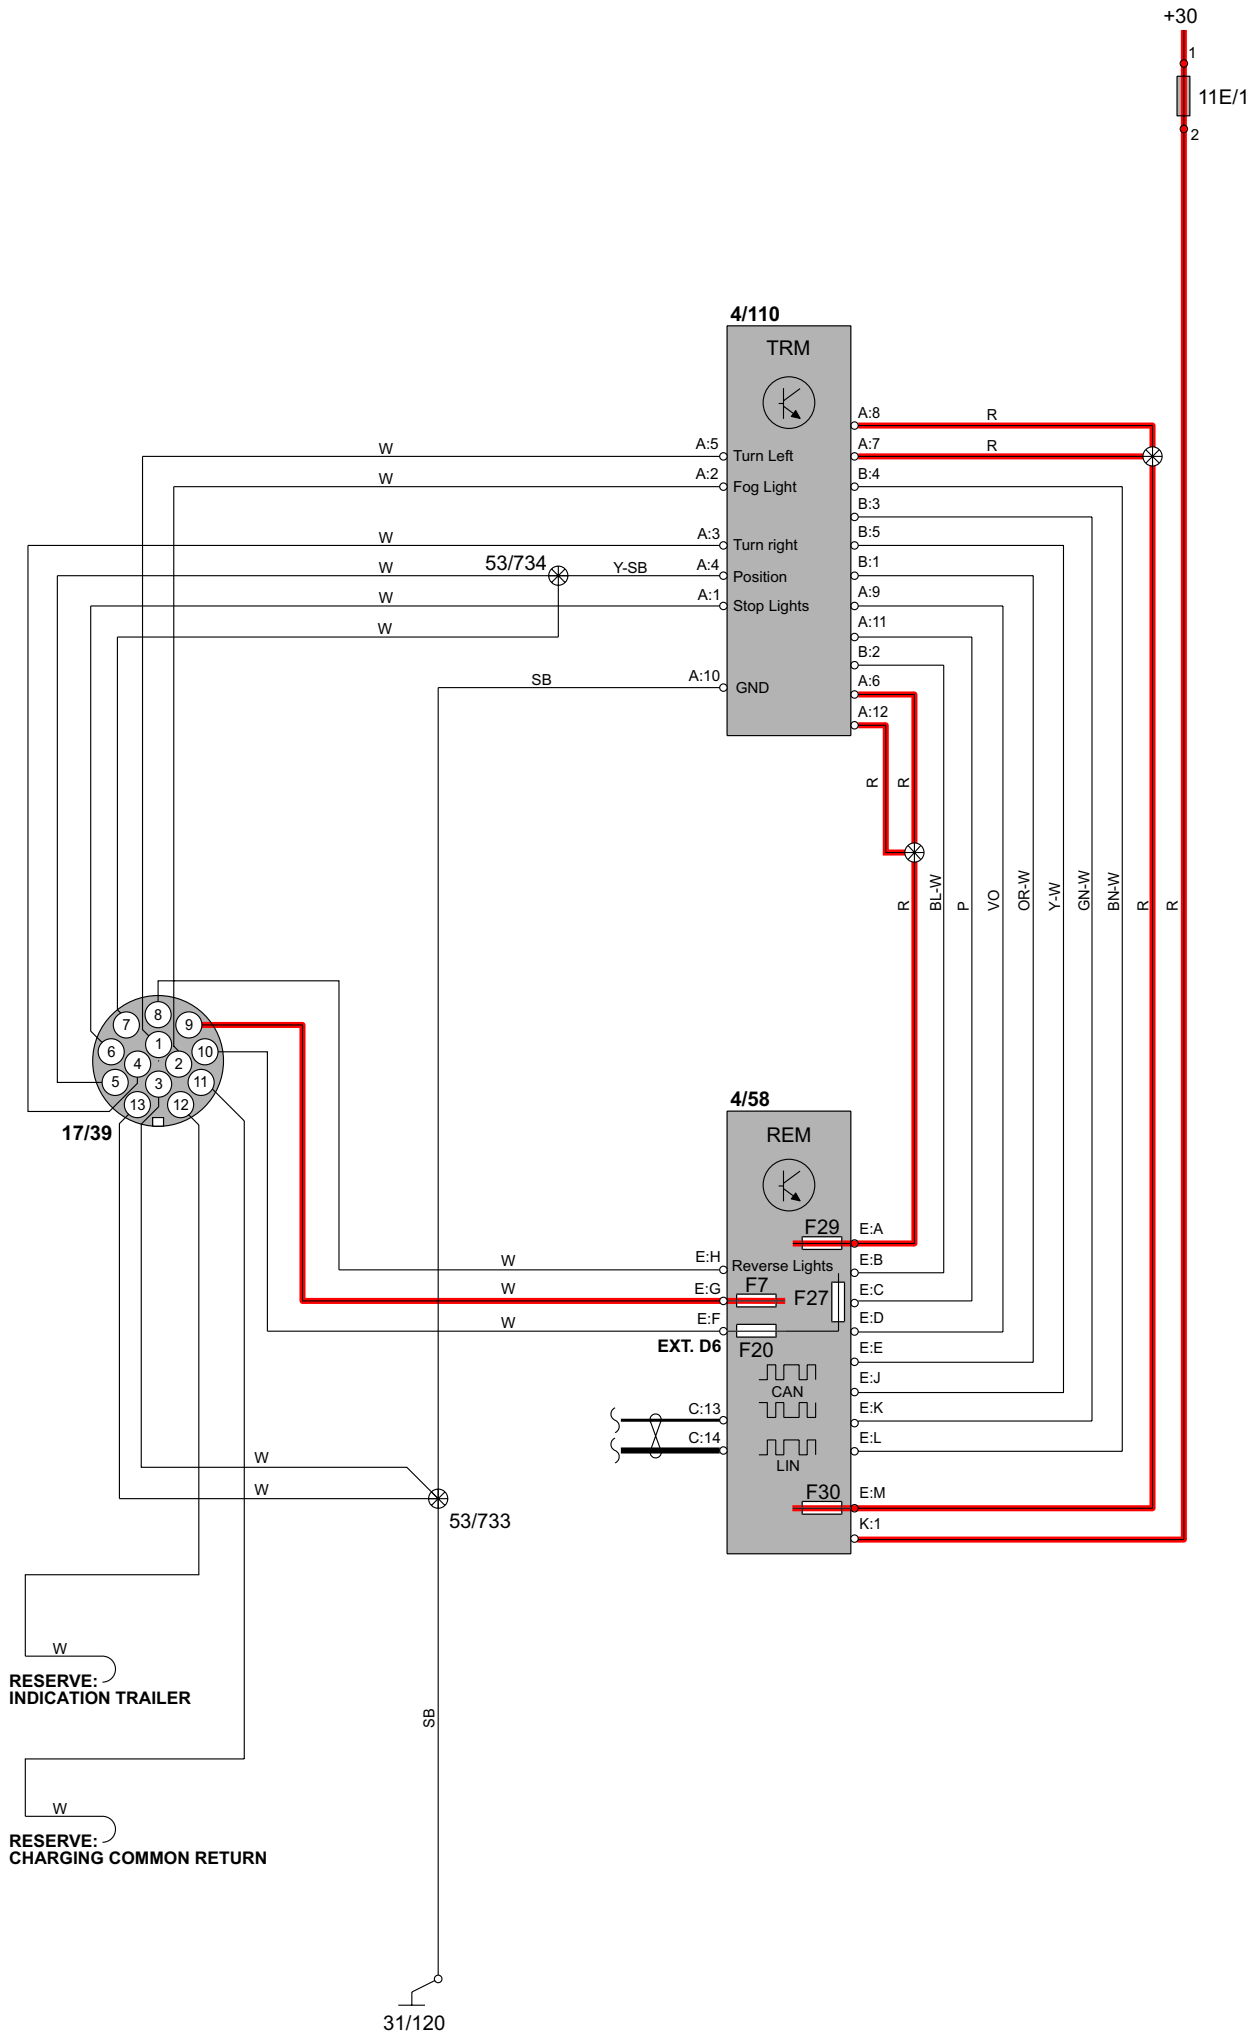 +30
1
11E/1
2
4/110
TRM
A:8
R
W
A:5
Turn Left
A:7
R
W
A:2
Fog Light
B:4
B:3
W
A:3
Turn right
B:5
W
53/734
Y-SB
A:4
Position
B:1
W
A:1
Stop Lights
A:9
W
A:11
B:2
SB
A:10
GND
A:6
A:12
R
R
R
BL-W
P
VO
OR-W
Y-W
GN-W
BN-W
R
R
8
7
9
1
6
10
4
2
5
3
11
13
12
17/39
4/58
REM
F29
E:A
W
E:H
Reverse Lights
E:B
W
E:G
F7
F27
E:C
W
E:F
E:D
EXT. D6
F20
E:E
CAN
E:J
C:13
E:K
C:14
E:L
LIN
W
W
53/733
F30
E:M
K:1
W
RESERVE:
INDICATION TRAILER
SB
W
RESERVE:
CHARGING COMMON RETURN
31/120